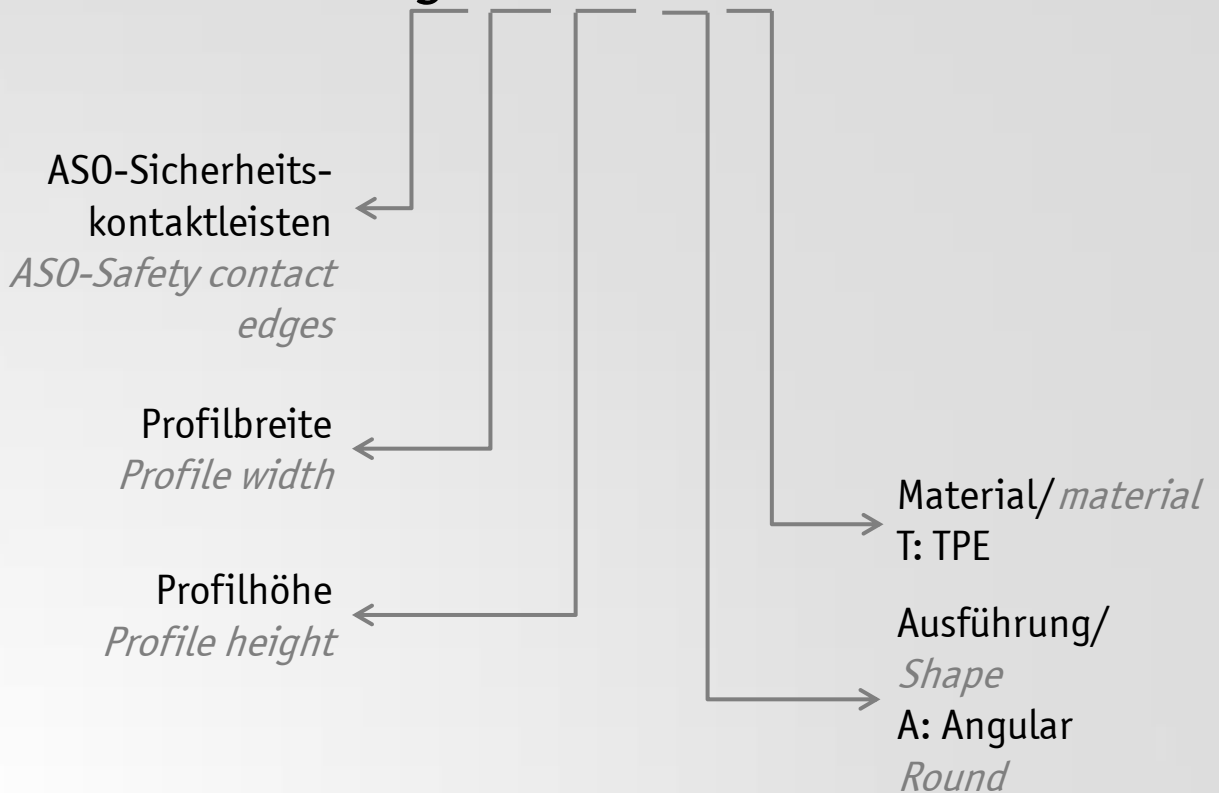 ASO-Sicherheits-
kontaktleisten
ASO-Safety contact
edges
Profilbreite
Profile width
Profilhöhe
Profile height
Material/ material
T: TPE
Ausführung/
Shape
A: Angular
Round